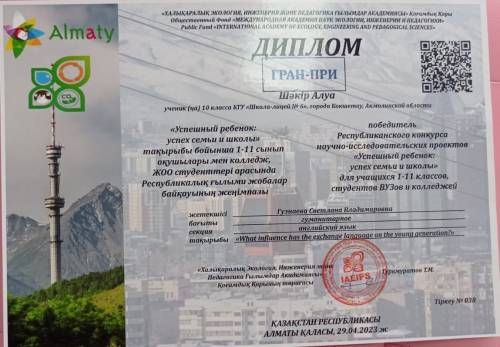 «ХАЛЫҚАРАЛЫҚ ЭКОЛОГИЯ, ИНЖЕНЕРИЯ ЖӘНЕ ПЕДАГОГИКА ҒЫЛЫМДАР АКАДЕМИЯСЫ» Қоғамдық Қоры
Общественный Фонд «МЕЖДУНАРОДНАЯ АКАДЕМИЯ НАУК ЭКОЛОГИИ, ИНЖЕНЕРИИ И ПЕДАГОГИКИ»
Public Fund «INTERNATIONAL ACADEMY OF ECOLOGY, ENGINEERING AND PEDAGOGICAL SCIENCES»
Almaty
ДИПЛОМ
ГРАН-ПРИ
Шәкір Алуа
ученик (ца) 10 класса КГУ «Школа-лицей № 6», города Кокшетау, Акмолинской области
«Успешный ребенок:
успех семьи и школы»
тақырыбы бойынша 1-11 сынып
оқушылары мен колледж,
ЖОО студенттері арасында
Республикалық ғылыми жобалар
байқауының жеңімпазы
победитель
Республиканского конкурса
научно-исследовательских проектов
«Успешный ребенок:
успех семьи и школы»
для учащихся 1-11 классов,
студентов ВУЗов и колледжей
жетекшісі Светлана Владимировна
бағыты гуманитарное
секция английский язык
тақырыбы «What influence has the exchange language on the young generation?»
«Халықаралық Экология, Инженерия және
Педагогика Ғылымдар Академиясы»
Қоғамдық Қорының төрағасы
IAEIPS
Т.М.
CO2
Тіркеу № 038
ҚАЗАҚСТАН РЕСПУБЛИКАСЫ
АЛМАТЫ ҚАЛАСЫ, 29.04.2023 ж